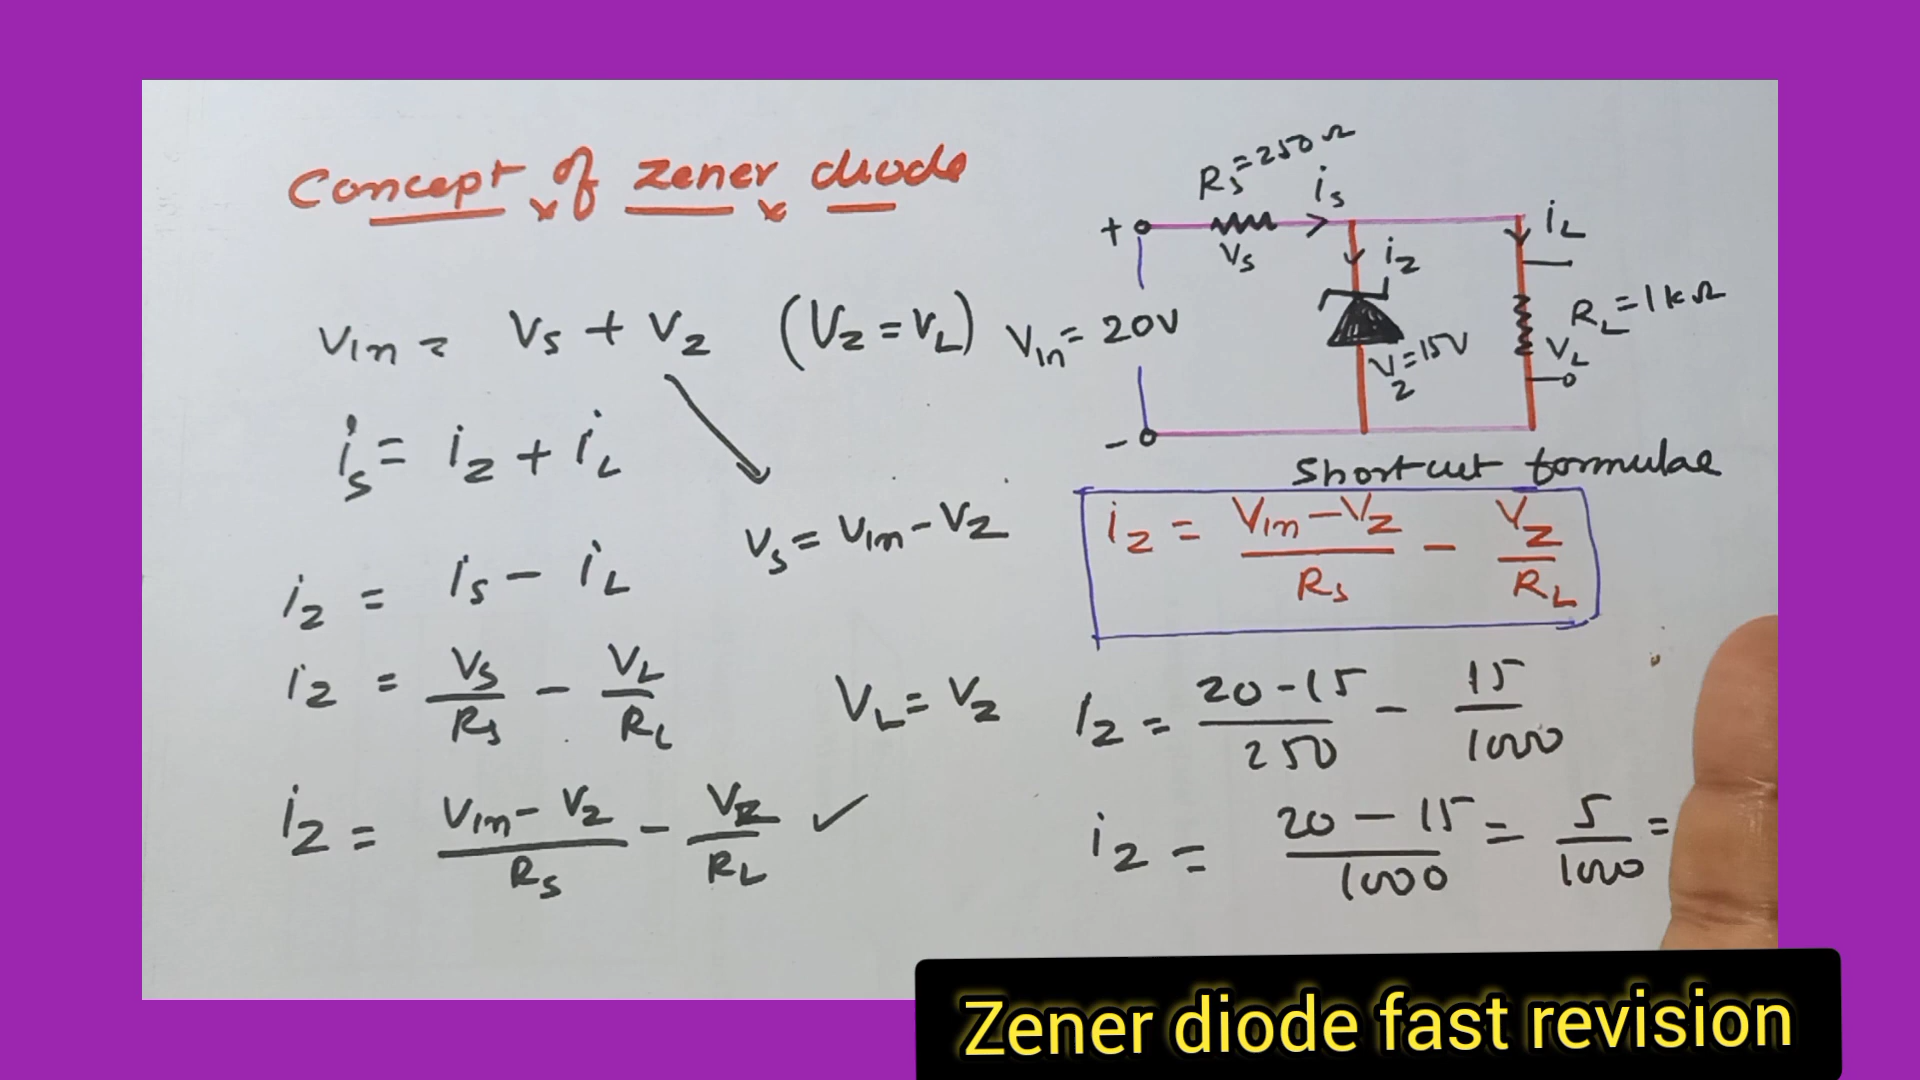 Concept of zener diode
Vin = Vs + Vz (Vz = VL)
is = iz + iL
Vs = Vin - Vz
iz = is - iL
iz = Vs/Rs - VL/RL
VL = Vz
iz = Vin - Vz/Rs - Vz/RL ✓
Rs = 250Ω
is
+
Vs
iz
iL
Vin = 20V
Vz = 15V
RL = 1kΩ
VL
-
Shortcut formulae
iz = Vin - Vz/Rs - Vz/RL
Iz = 20-15/250 - 15/1000
iz = 20-15/1000 = 5/1000 =
Zener diode fast revision